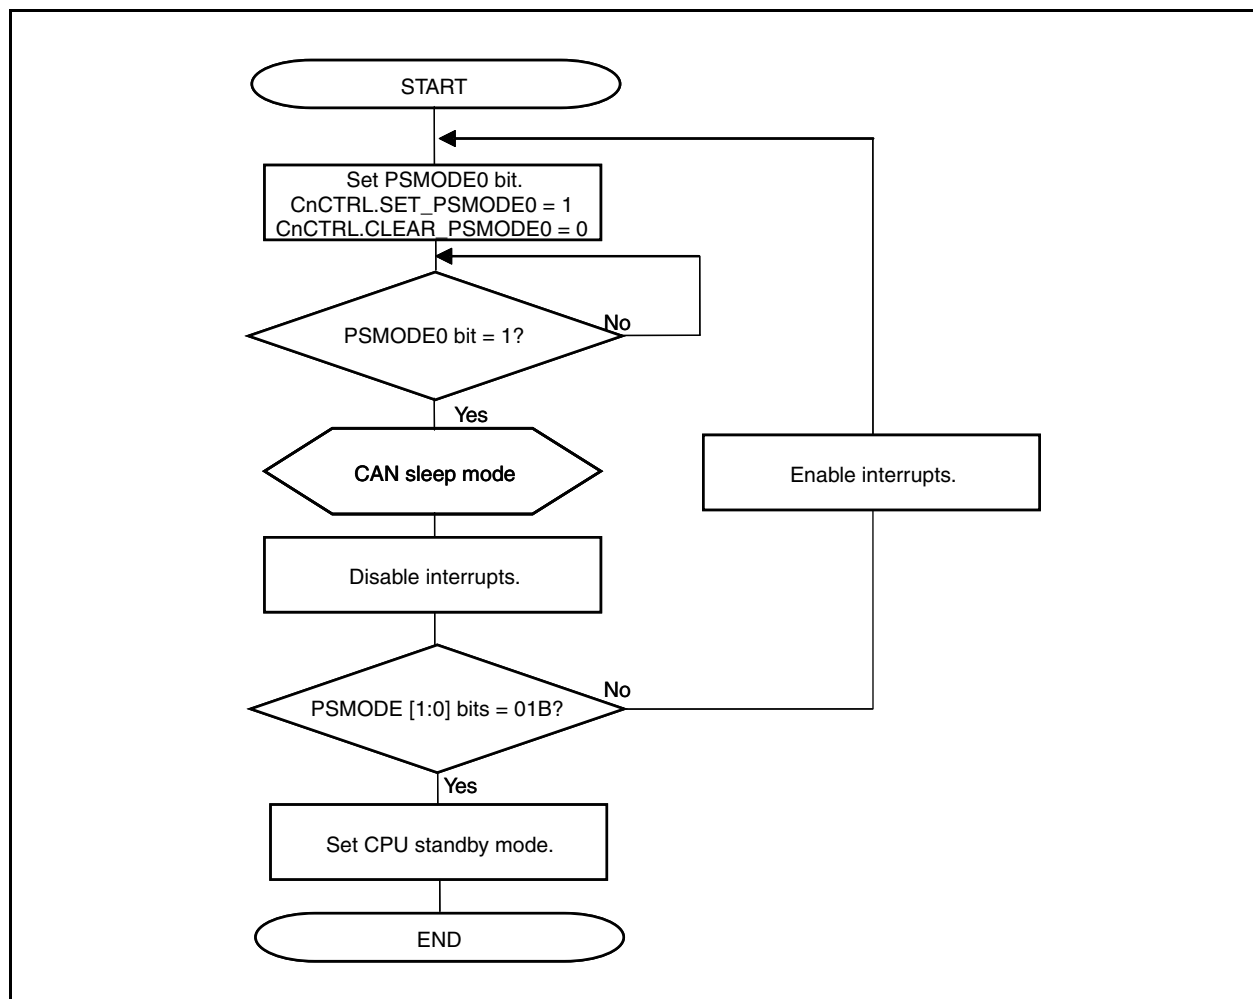 START
Set PSMODE0 bit.
CnCTRL.SET_PSMODE0 = 1
CnCTRL.CLEAR_PSMODE0 = 0
PSMODE0 bit = 1?
No
Yes
CAN sleep mode
Enable interrupts.
Disable interrupts.
PSMODE [1:0] bits = 01B?
No
Yes
Set CPU standby mode.
END